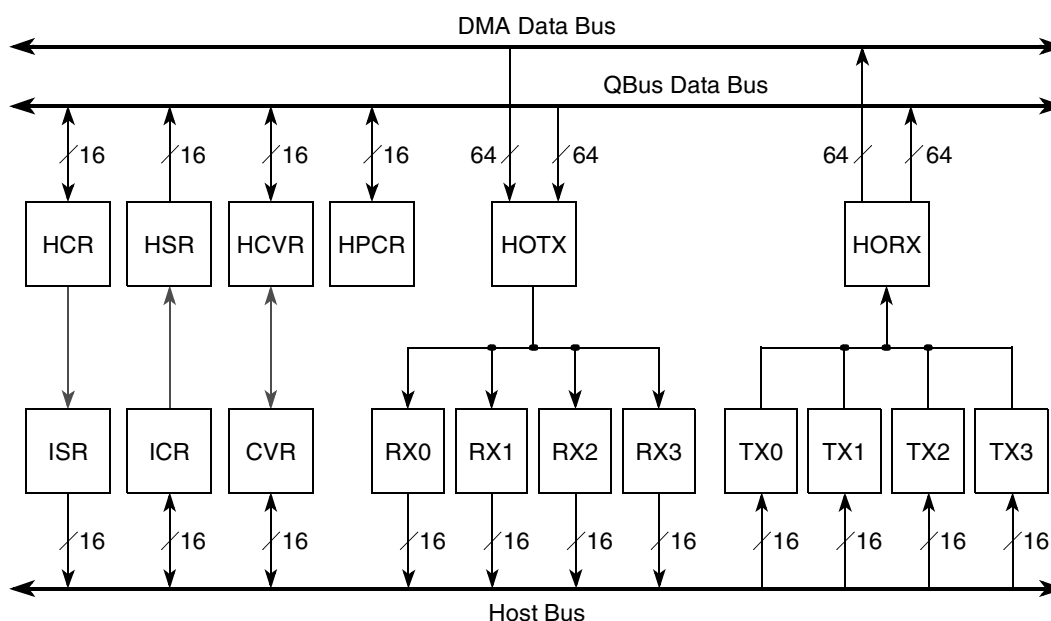 DMA Data Bus
QBus Data Bus
16 16 16 16 64 64 64 64
HCR HSR HCVR HPCR HOTX HORX
ISR ICR CVR RX0 RX1 RX2 RX3 TX0 TX1 TX2 TX3
16 16 16 16 16 16 16 16 16 16 16
Host Bus